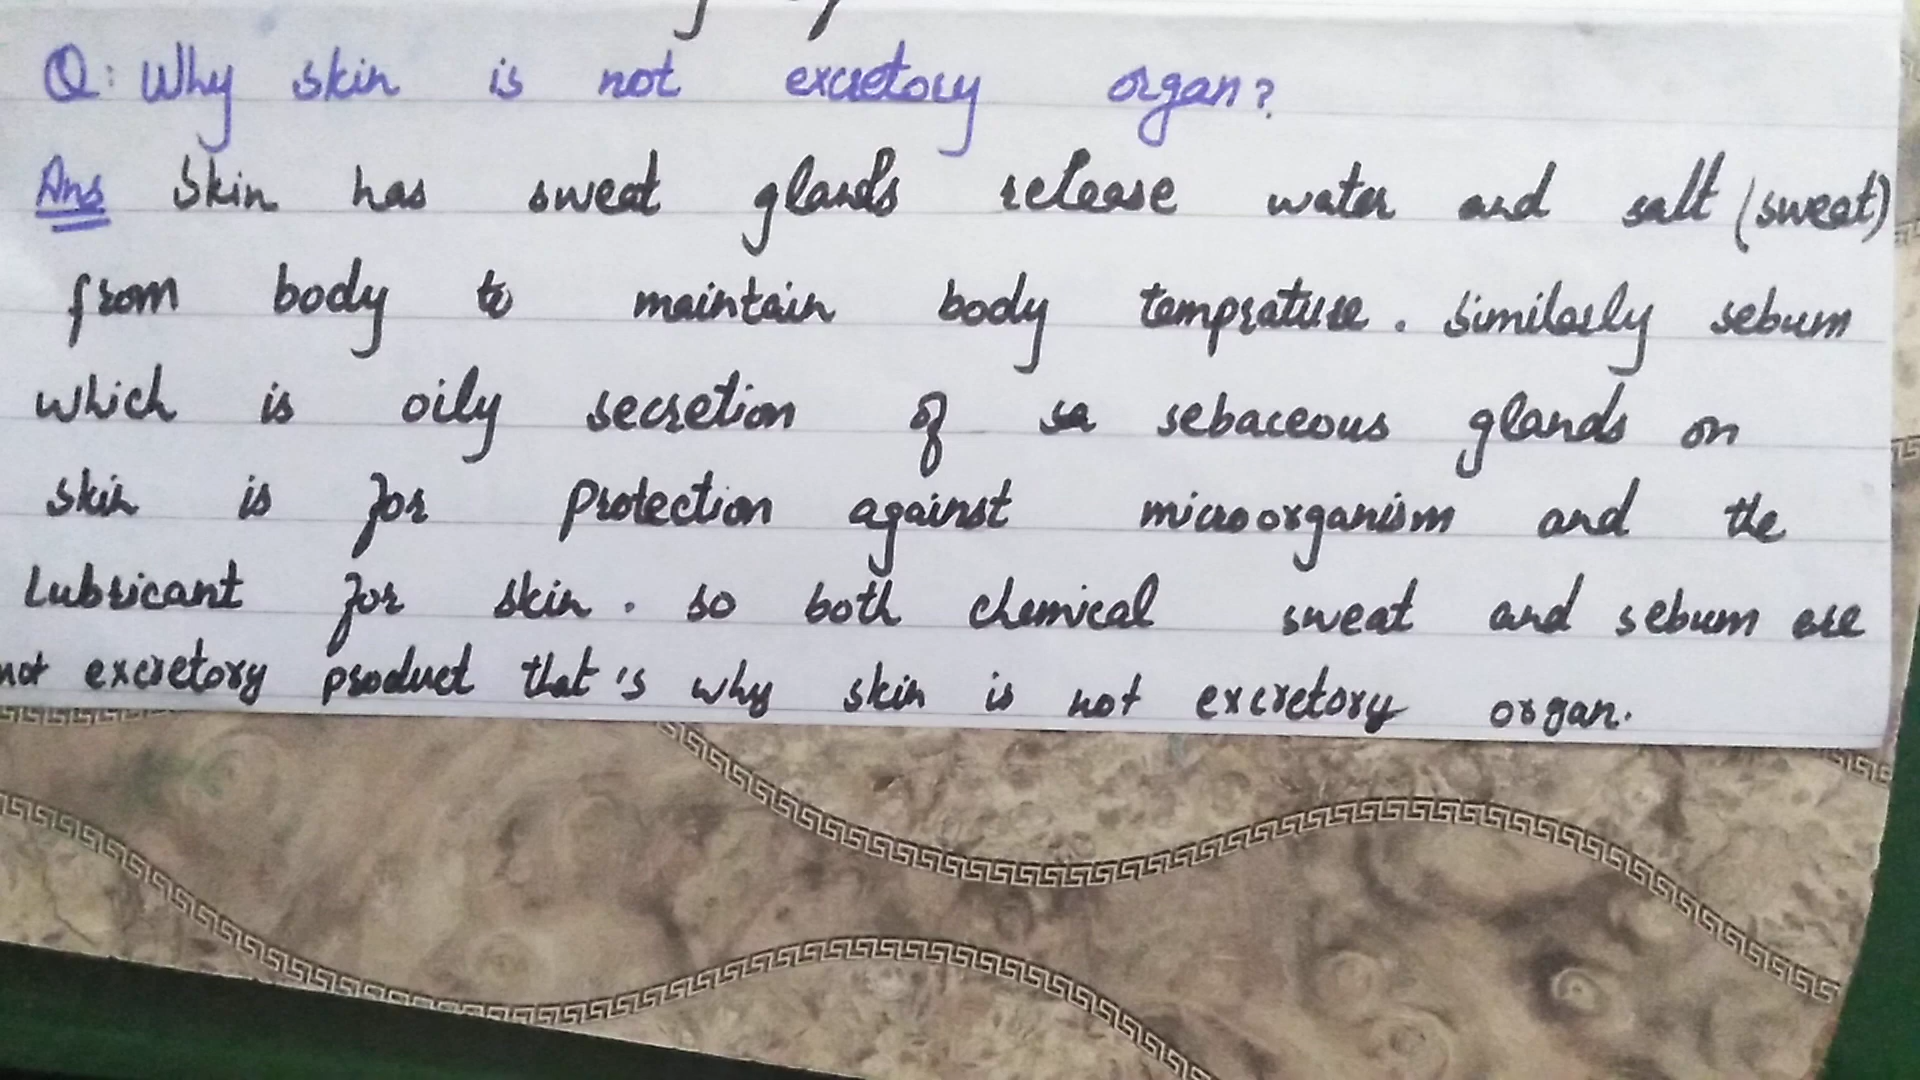 Q: Why skin is not excretory organ?
Ans Skin has sweat glands release water and salt (sweat)
from body to maintain body temprature. Similarly sebum
which is oily secretion of sa sebaceous glands on
skin is for protection against microorganism and the
Lubricant for skin. so both chemical sweat and sebum are
not excretory product that's why skin is not excretory organ.